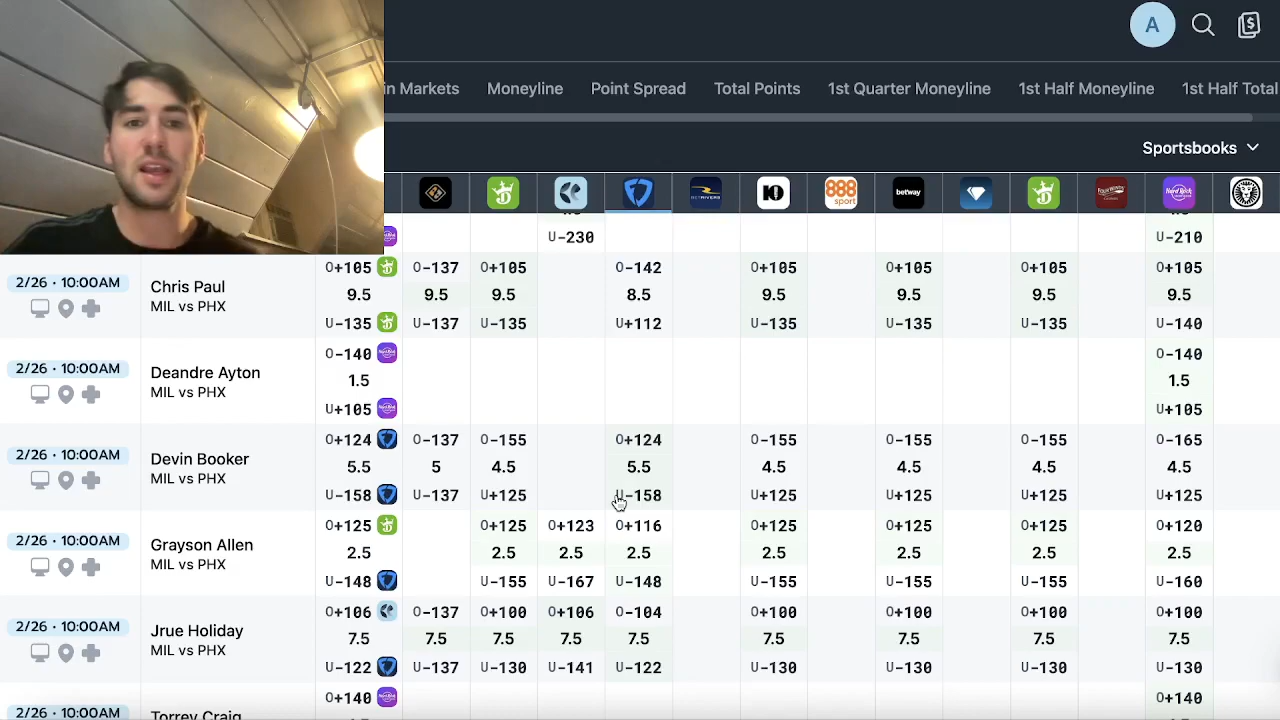 A
in Markets Moneyline Point Spread Total Points 1st Quarter Moneyline 1st Half Moneyline 1st Half Total
Sportsbooks
10 888 sport betway
U-230 U-210
2/26 • 10:00AM
Chris Paul
MIL vs PHX
O+105 O-137 O+105 O-142 O+105 O+105 O+105 O+105
9.5 9.5 9.5 8.5 9.5 9.5 9.5 9.5
U-135 U-137 U-135 U+112 U-135 U-135 U-135 U-140
2/26 • 10:00AM
Deandre Ayton
MIL vs PHX
O-140 O-140
1.5 1.5
U+105 U+105
2/26 • 10:00AM
Devin Booker
MIL vs PHX
O+124 O-137 O-155 O+124 O-155 O-155 O-155 O-165
5.5 5 4.5 5.5 4.5 4.5 4.5 4.5
U-158 U-137 U+125 U-158 U+125 U+125 U+125 U+125
2/26 • 10:00AM
Grayson Allen
MIL vs PHX
O+125 O+125 O+123 O+116 O+125 O+125 O+125 O+120
2.5 2.5 2.5 2.5 2.5 2.5 2.5 2.5
U-148 U-155 U-167 U-148 U-155 U-155 U-155 U-160
2/26 • 10:00AM
Jrue Holiday
MIL vs PHX
O+106 O-137 O+100 O+106 O-104 O+100 O+100 O+100 O+100
7.5 7.5 7.5 7.5 7.5 7.5 7.5 7.5 7.5
U-122 U-137 U-130 U-141 U-122 U-130 U-130 U-130 U-130
2/26 • 10:00AM
Torrey Craig
O+140 O+140